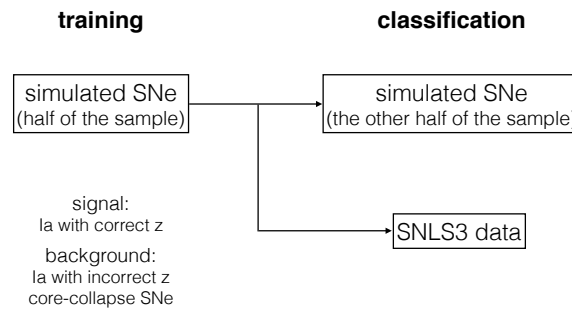 training
classification
simulated SNe
(half of the sample)
simulated SNe
(the other half of the sample)
signal:
Ia with correct z
background:
Ia with incorrect z
core-collapse SNe
SNLS3 data